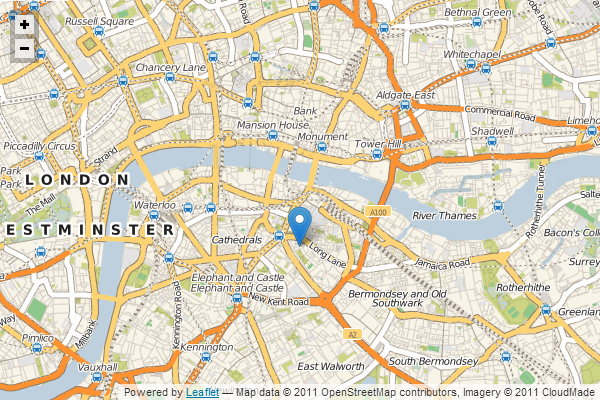 +
−
Russell Square
Road
Bethnal Green
obe Road
Chancery Lane
Whitechapel
Bank
Aldgate East
Commercial Road
Mansion House
Monument
Tower Hill
Shadwell
Limeho
Piccadilly Circus
Strand
Park
Park
LONDON
The Mall
Waterloo
A100
River Thames
Rotherhithe Tunnel
Salte
ESTMINSTER
Cathedrals
Long Lane
Bacon's Colle
Jamaica Road
Surrey
Elephant and Castle
Elephant and Castle
New Kent Road
Bermondsey and Old
Southwark
Rotherhithe
Greenlan
Way
Millbank
Kennington Road
Pimlico
Kennington
A2
Vauxhall
East Walworth
South Bermondsey
Powered by Leaflet — Map data © 2011 OpenStreetMap contributors, Imagery © 2011 CloudMade